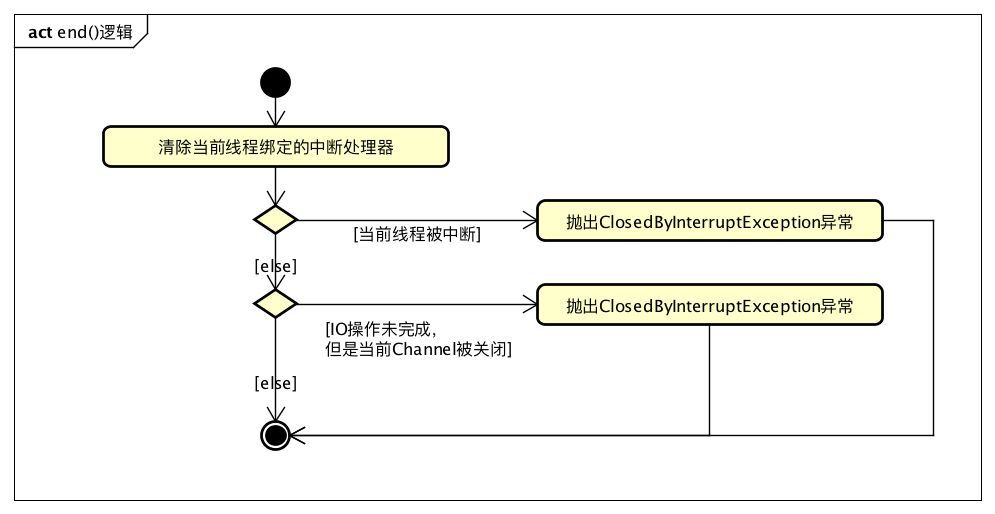 act end()逻辑
清除当前线程绑定的中断处理器
抛出ClosedByInterruptException异常
[当前线程被中断]
[else]
抛出ClosedByInterruptException异常
[IO操作未完成，
但是当前Channel被关闭]
[else]